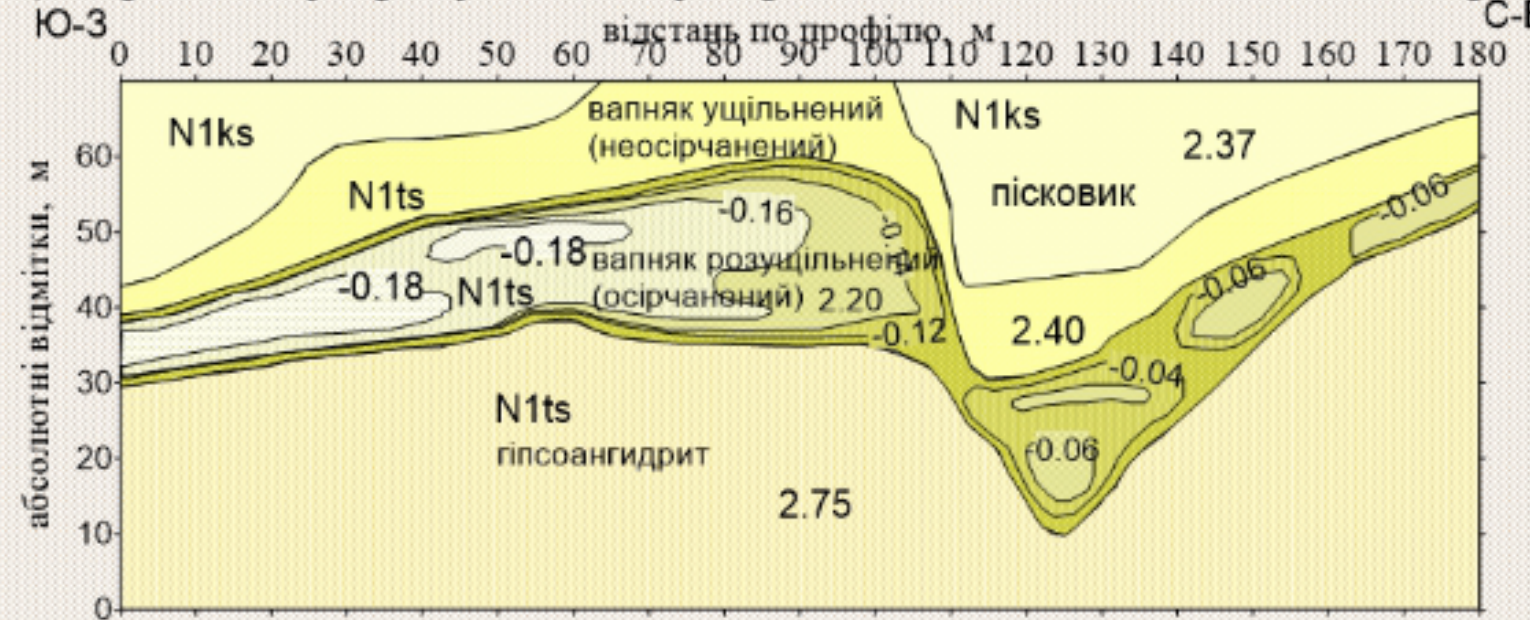 Ю-З
відстань по профілю, м
0 10 20 30 40 50 60 70 80 90 100 110 120 130 140 150 160 170 180
абсолютні відмітки, м
60
50
40
30
20
10
0
N1ks
вапняк ущільнений
(неосірчанений)
N1ks
2.37
N1ts
пісковик
-0.06
-0.16
-0.18
вапняк розущільнений
-0.06
-0.18
N1ts
(осірчанений) 2.20
-0.12
2.40
-0.04
N1ts
гіпсоангидрит
-0.06
2.75